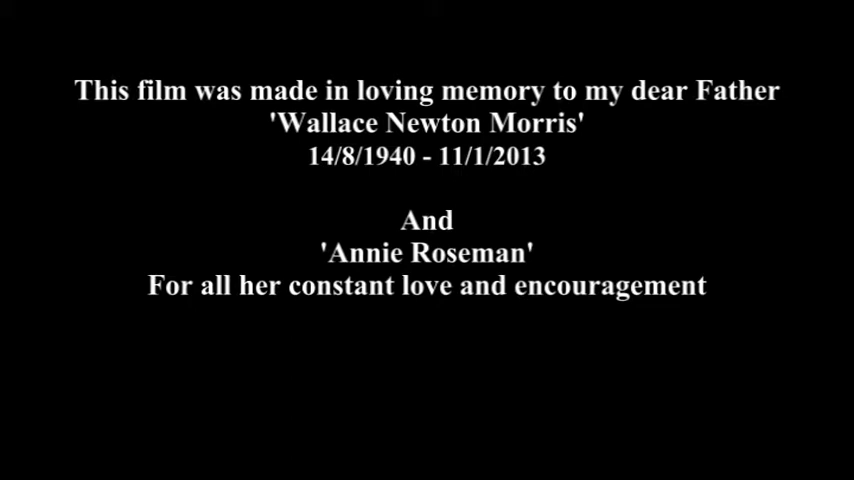 This film was made in loving memory to my dear Father
'Wallace Newton Morris'
14/8/1940 - 11/1/2013
And
'Annie Roseman'
For all her constant love and encouragement